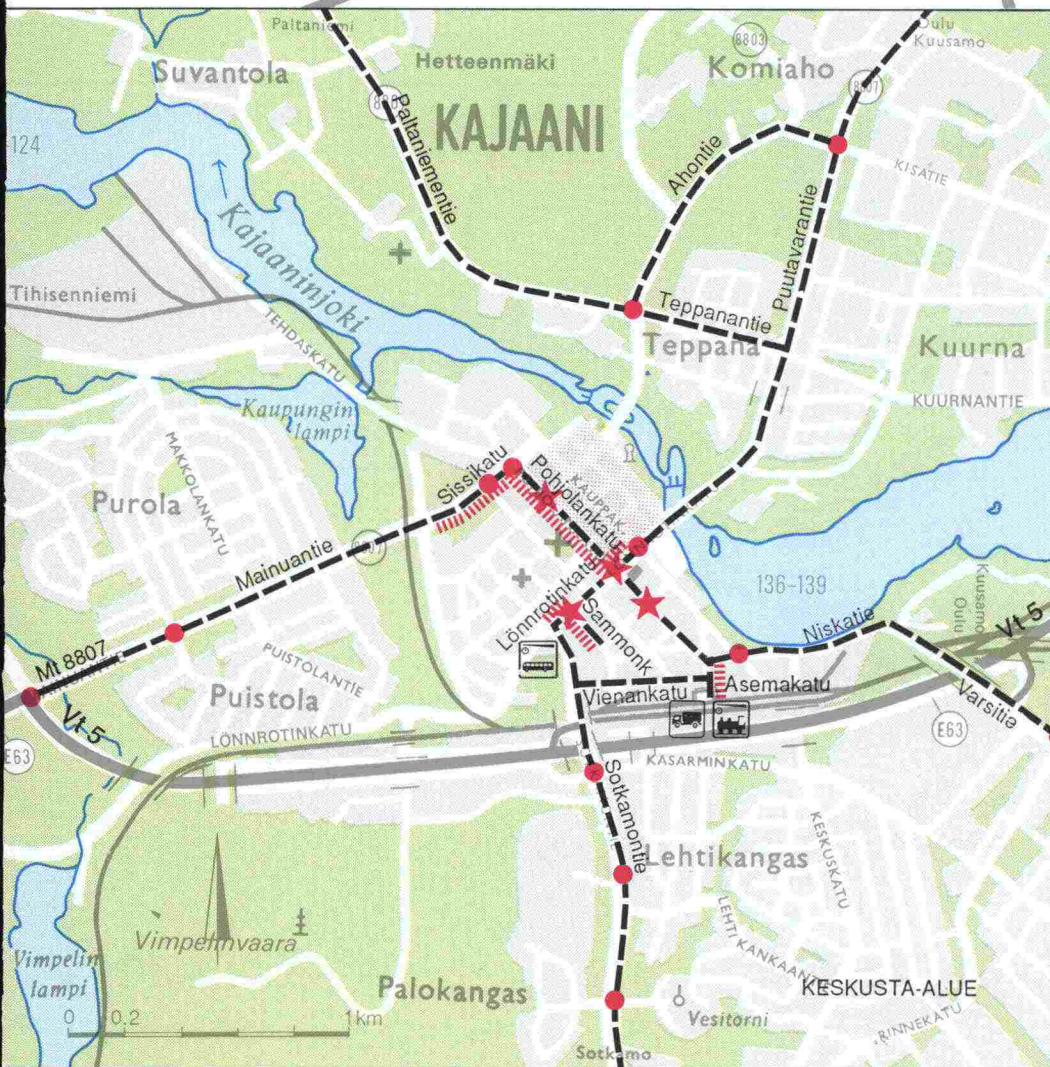 Paltaniemi
Oulu
Kuusamo
8803
Hetteenmäki
Komiaho
Suvantola
KAJAANI
Paltaniementie
Ahontie
KISATIE
124
Puutavarantie
Kajaaninjoki
Tihisenniemi
Teppanantie
TEHDASKATU
Teppana
Kuurna
KUURNANTIE
Kaupungin
lampi
MAKKOLANKATU
Sissikatu
Pohjolankatu
KAUPPAK.
Purola
Mainuantie
136-139
Kuusamo
Oulu
Lönnrotinkatu
Sammonk
Niskatie
Vt 5
Mt 8807
PUISTOLANTIE
Puistola
Vienankatu
Asemakatu
Varsitie
Vt 5
LÖNNROTINKATU
E63
E63
KASARMINKATU
Sotkamontie
KESKUSKATU
Lehtikangas
LEHTI KANKAANT
Vimpelinvaara
Vimpelin
lampi
Palokangas
KESKUSTA-ALUE
Vesitorni
RINNEKATU
0 0.2 1km
Sotkamo